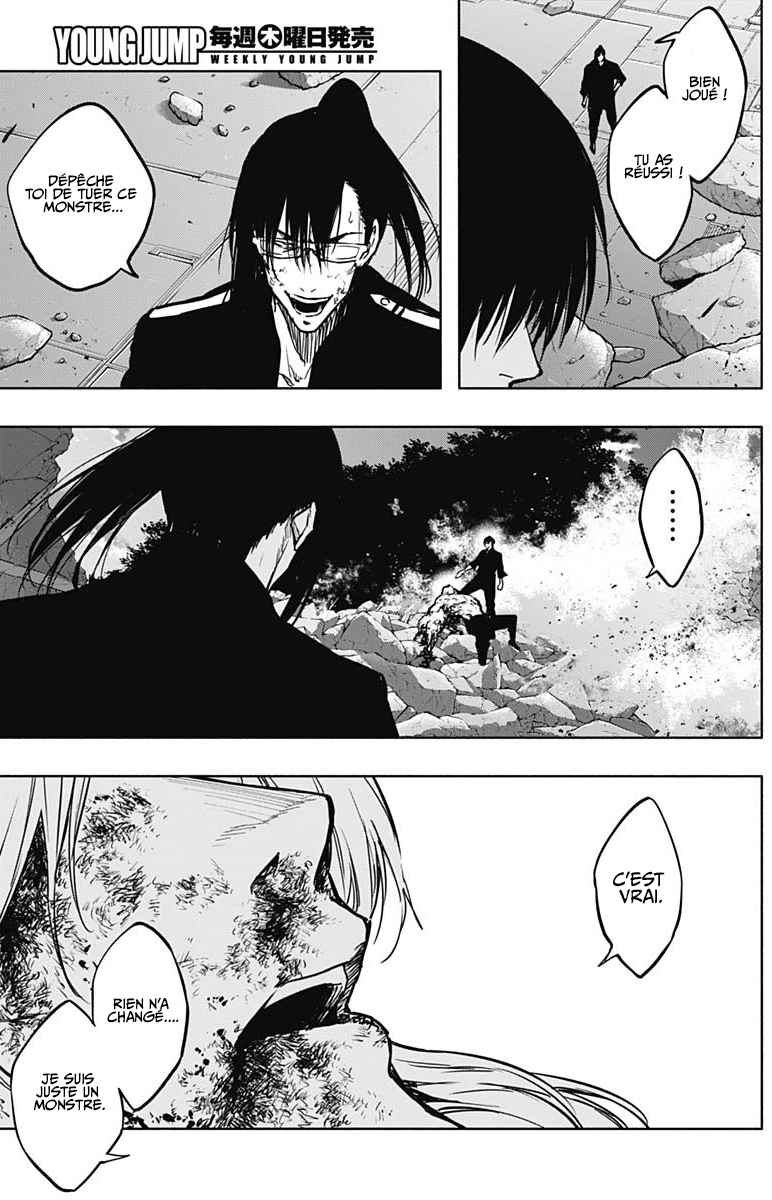 YOUNG JUMP 毎週木曜日発売
WEEKLY YOUNG JUMP
BIEN
JOUÉ !
TU AS
RÉUSSI !
DÉPÊCHE
TOI DE TUER CE
MONSTRE...
......
C'EST
VRAI.
RIEN N'A
CHANGÉ....
JE SUIS
JUSTE UN
MONSTRE.